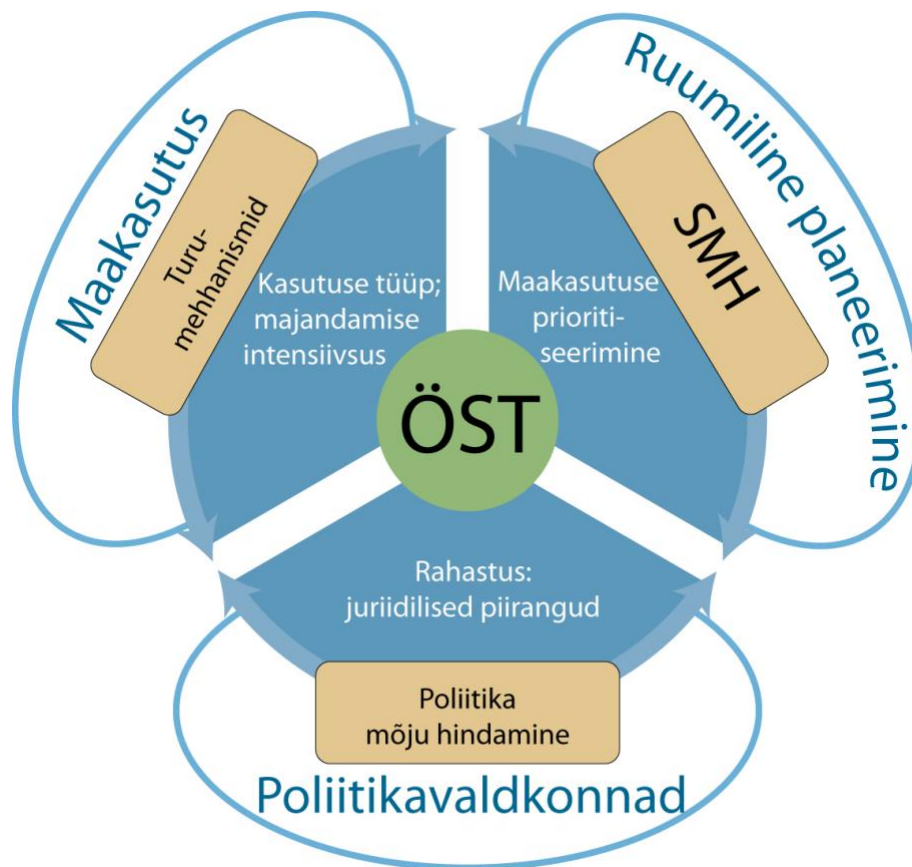 Maakasutus
Turu-
mehhanismid
Kasutuse tüüp;
majandamise
intensiivsus
Ruumiline planeerimine
SMH
Maakasutuse
prioriti-
seerimine
ÖST
Rahastus:
juriidilised piirangud
Poliitika
mõju hindamine
Poliitikavaldkonnad